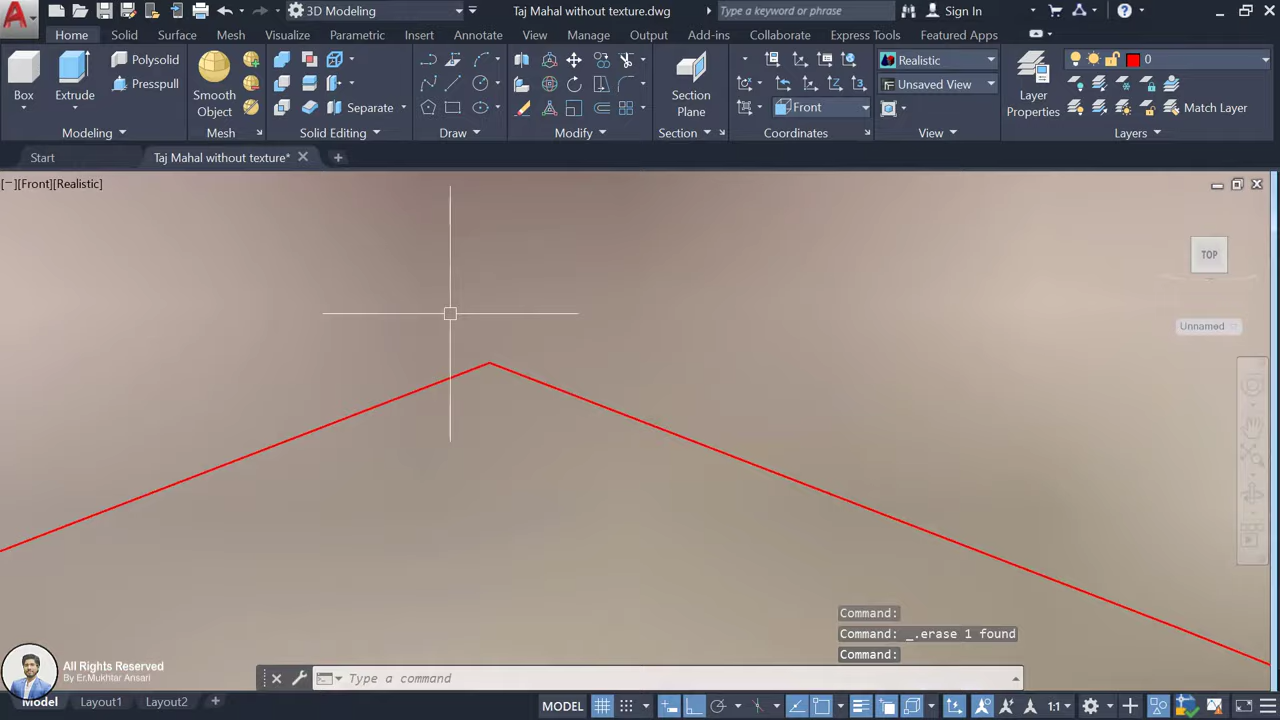 3D Modeling
Taj Mahal without texture.dwg
Type a keyword or phrase
Sign In
Home Solid Surface Mesh Visualize Parametric Insert Annotate View Manage Output Add-ins Collaborate Express Tools Featured Apps
Box
Extrude
Polysolid
Presspull
Modeling
Smooth
Object
Mesh
Separate
Solid Editing
Draw
Modify
Section
Plane
Section
Front
Coordinates
Realistic
Unsaved View
View
Layer
Properties
0
Match Layer
Layers
Start
Taj Mahal without texture*
[−][Front][Realistic]
TOP
Unnamed
Command:
Command: _.erase 1 found
Command:
Type a command
All Rights Reserved
By Er.Mukhtar Ansari
Model Layout1 Layout2
MODEL
1:1